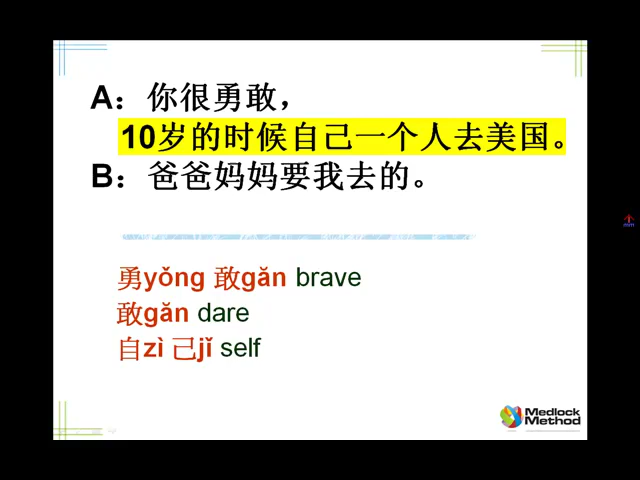 A：你很勇敢，
10岁的时候自己一个人去美国。
B：爸爸妈妈要我去的。
勇yǒng 敢gǎn brave
敢gǎn dare
自zì 己jǐ self
Medlock
Method